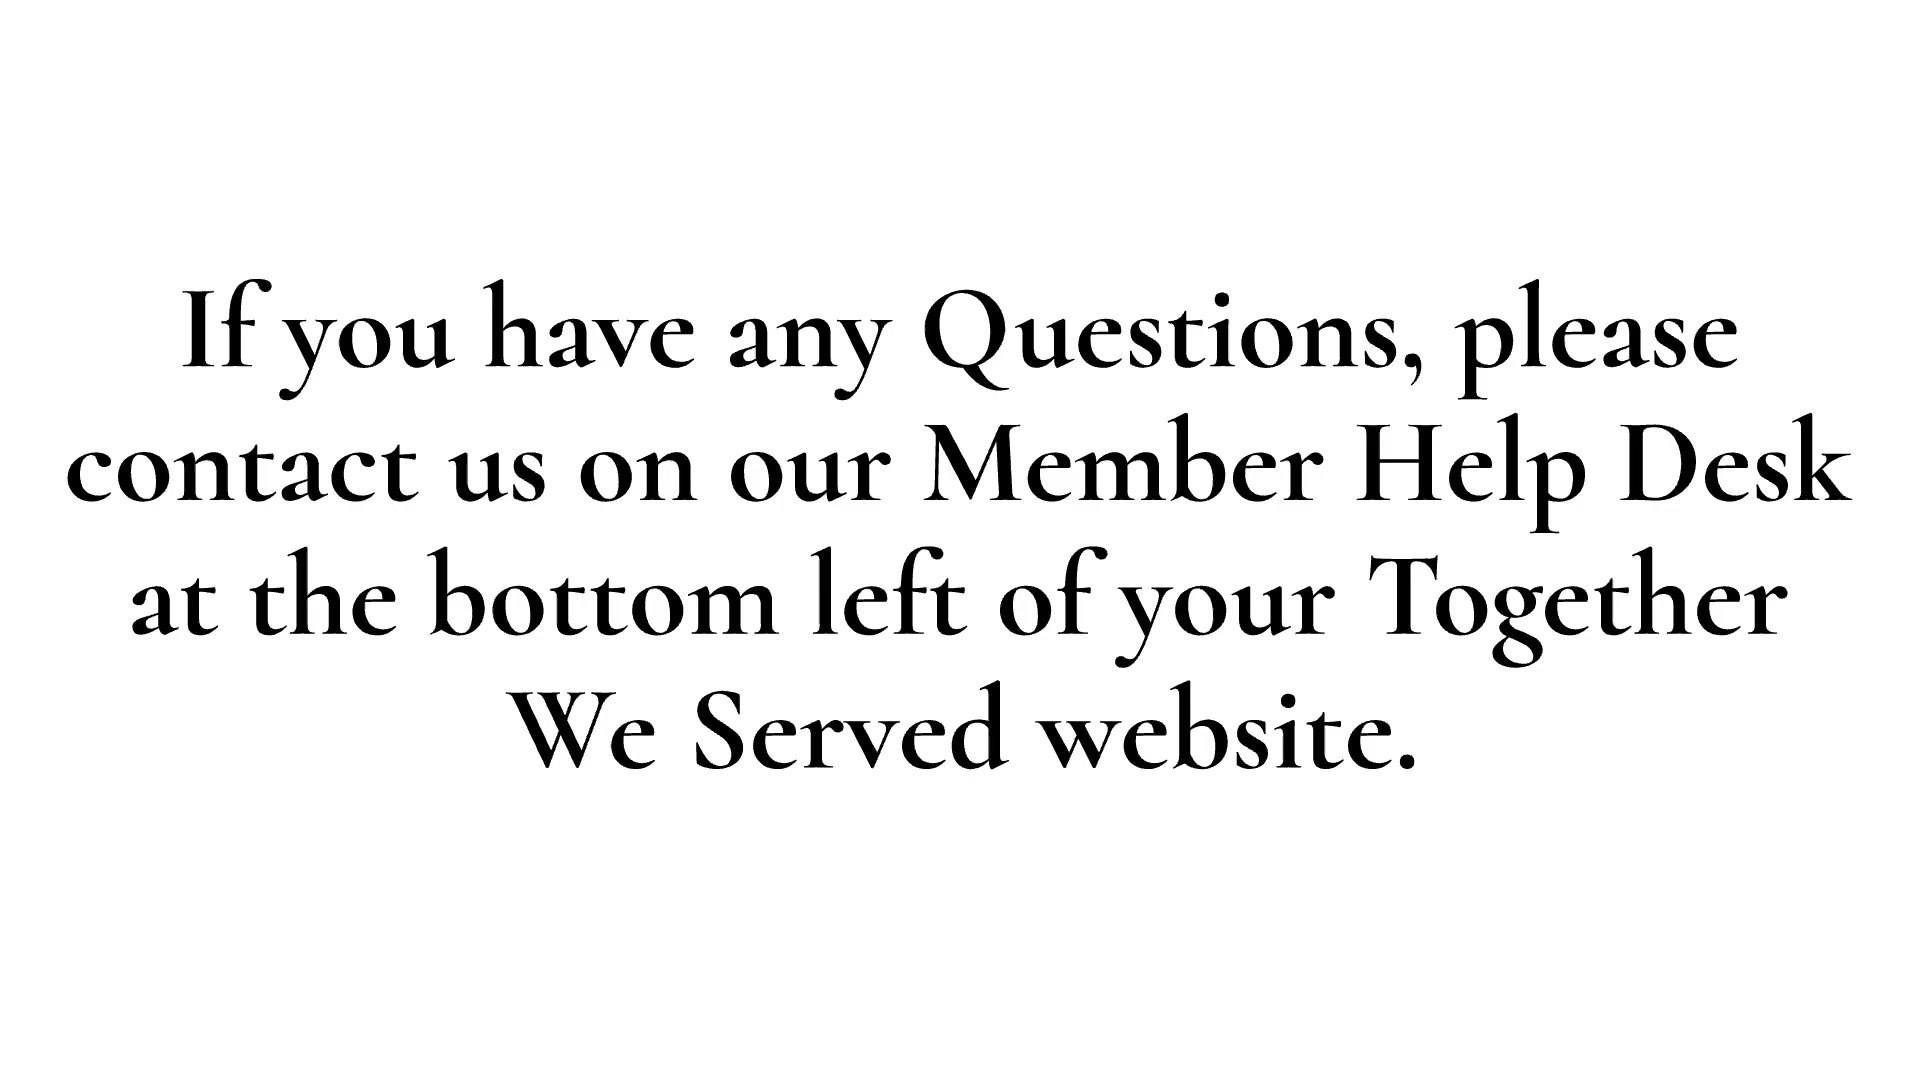 If you have any Questions, please
contact us on our Member Help Desk
at the bottom left of your Together
We Served website.